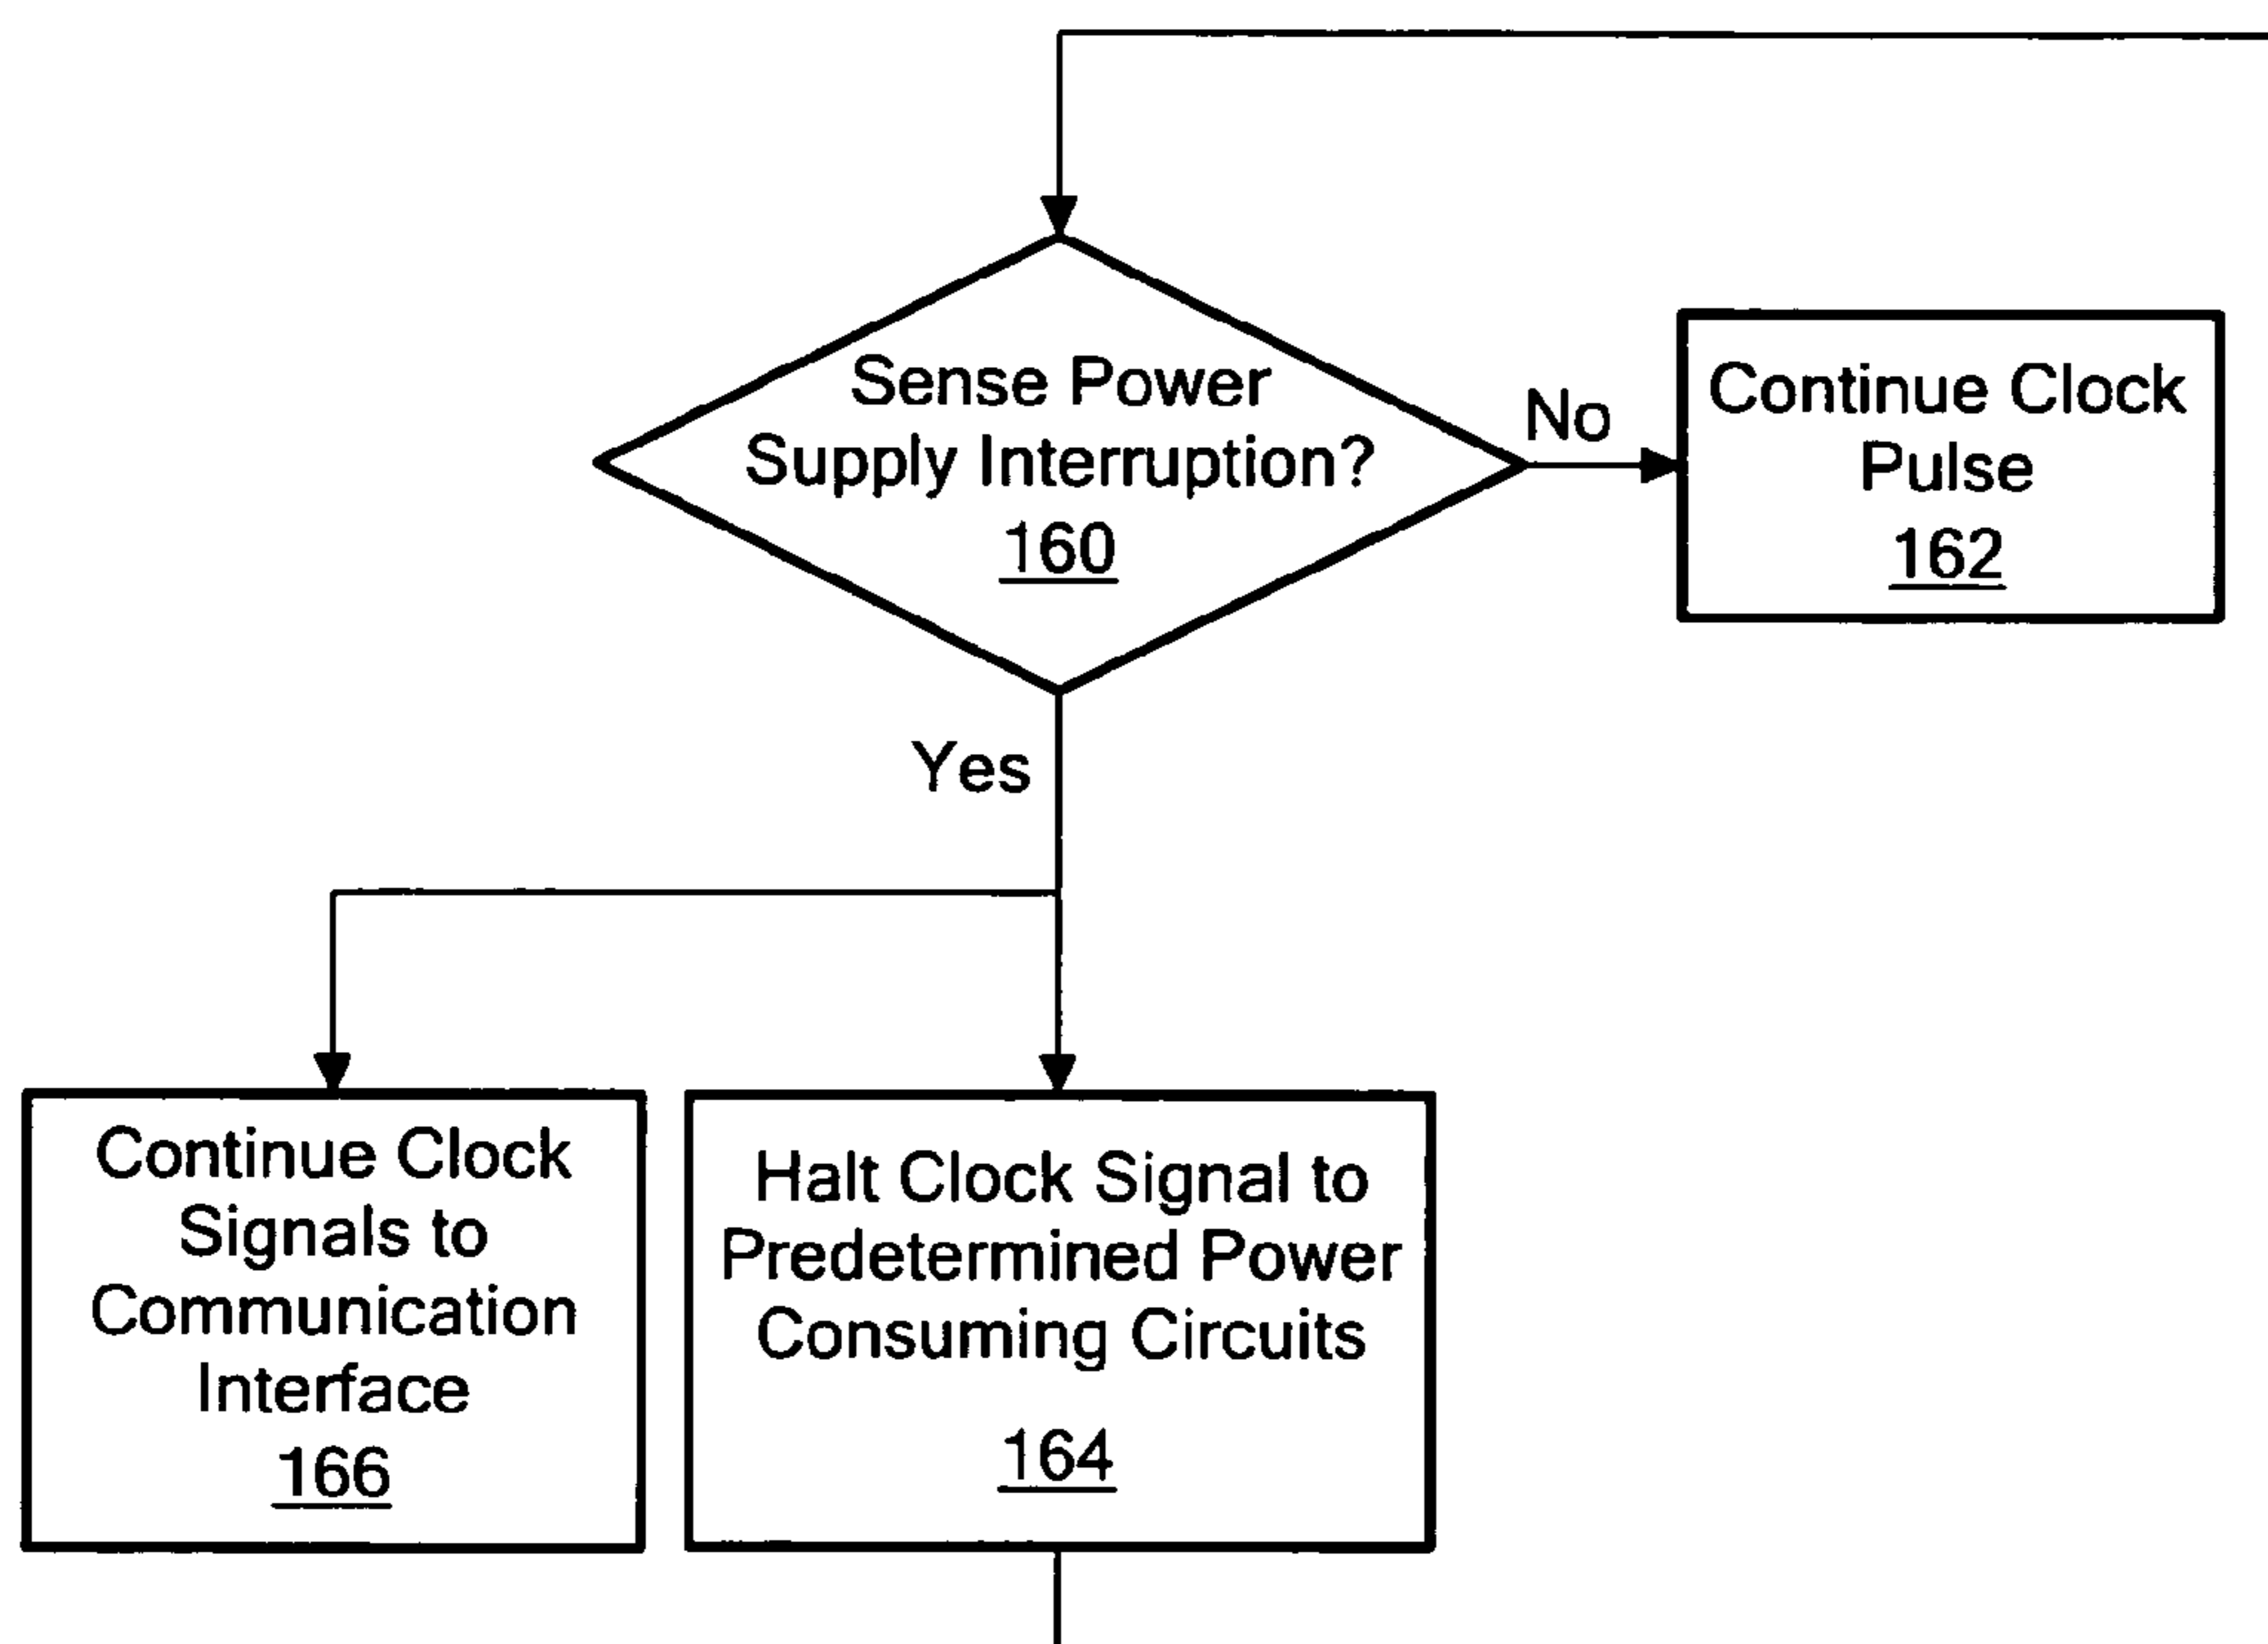 Sense Power
Supply Interruption?
160
No
Continue Clock
Pulse
162
Yes
Continue Clock
Signals to
Communication
Interface
166
Halt Clock Signal to
Predetermined Power
Consuming Circuits
164